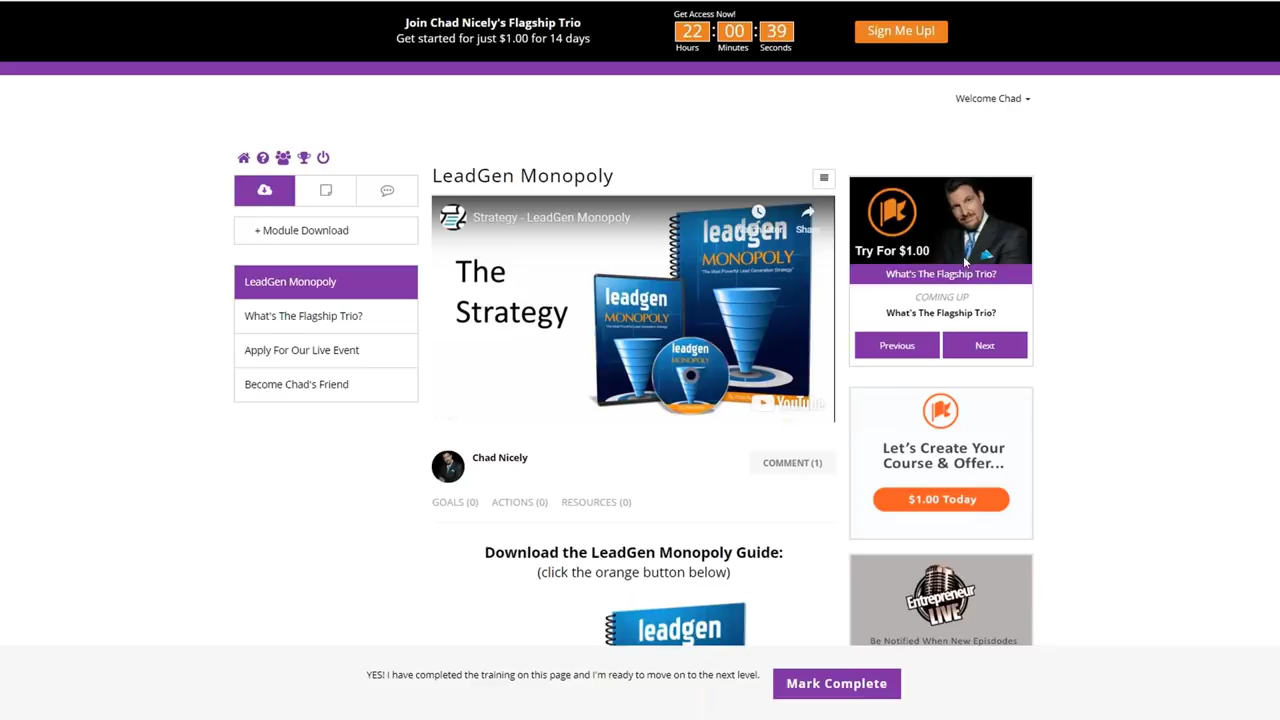 Join Chad Nicely's Flagship Trio
Get started for just $1.00 for 14 days
Get Access Now!
22 : 00 : 39
Hours Minutes Seconds
Sign Me Up!
Welcome Chad
+ Module Download
LeadGen Monopoly
What's The Flagship Trio?
Apply For Our Live Event
Become Chad's Friend
LeadGen Monopoly
Strategy - LeadGen Monopoly
The
Strategy
leadgen
MONOPOLY
leadgen
MONOPOLY
leadgen
MONOPOLY
YouTube
Chad Nicely
COMMENT (1)
GOALS (0) ACTIONS (0) RESOURCES (0)
Download the LeadGen Monopoly Guide:
(click the orange button below)
leadgen
Try For $1.00
What's The Flagship Trio?
COMING UP
What's The Flagship Trio?
Previous Next
Let's Create Your
Course & Offer...
$1.00 Today
Entrepreneur
LIVE
Be Notified When New Epidsodes
YES! I have completed the training on this page and I'm ready to move on to the next level.
Mark Complete